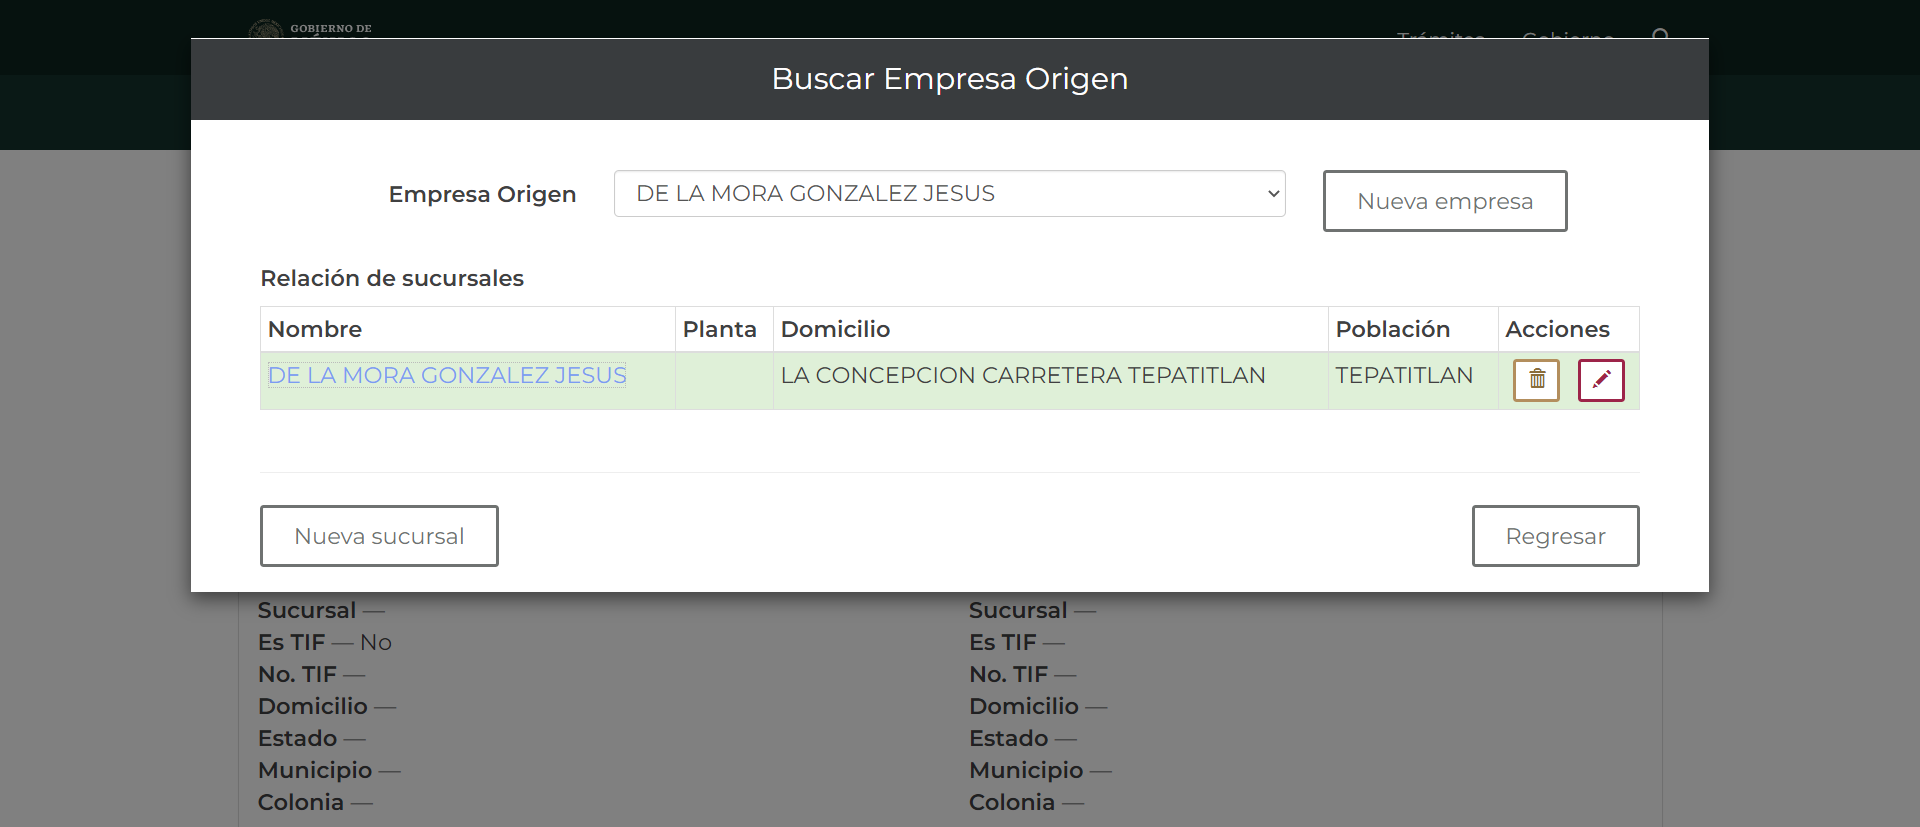 GOBIERNO DE
Trámites Gobierno
Buscar Empresa Origen
Empresa Origen DE LA MORA GONZALEZ JESUS Nueva empresa
Relación de sucursales
Nombre Planta Domicilio Población Acciones
DE LA MORA GONZALEZ JESUS LA CONCEPCION CARRETERA TEPATITLAN TEPATITLAN
Nueva sucursal Regresar
Sucursal — Sucursal —
Es TIF — No Es TIF —
No. TIF — No. TIF —
Domicilio — Domicilio —
Estado — Estado —
Municipio — Municipio —
Colonia — Colonia —